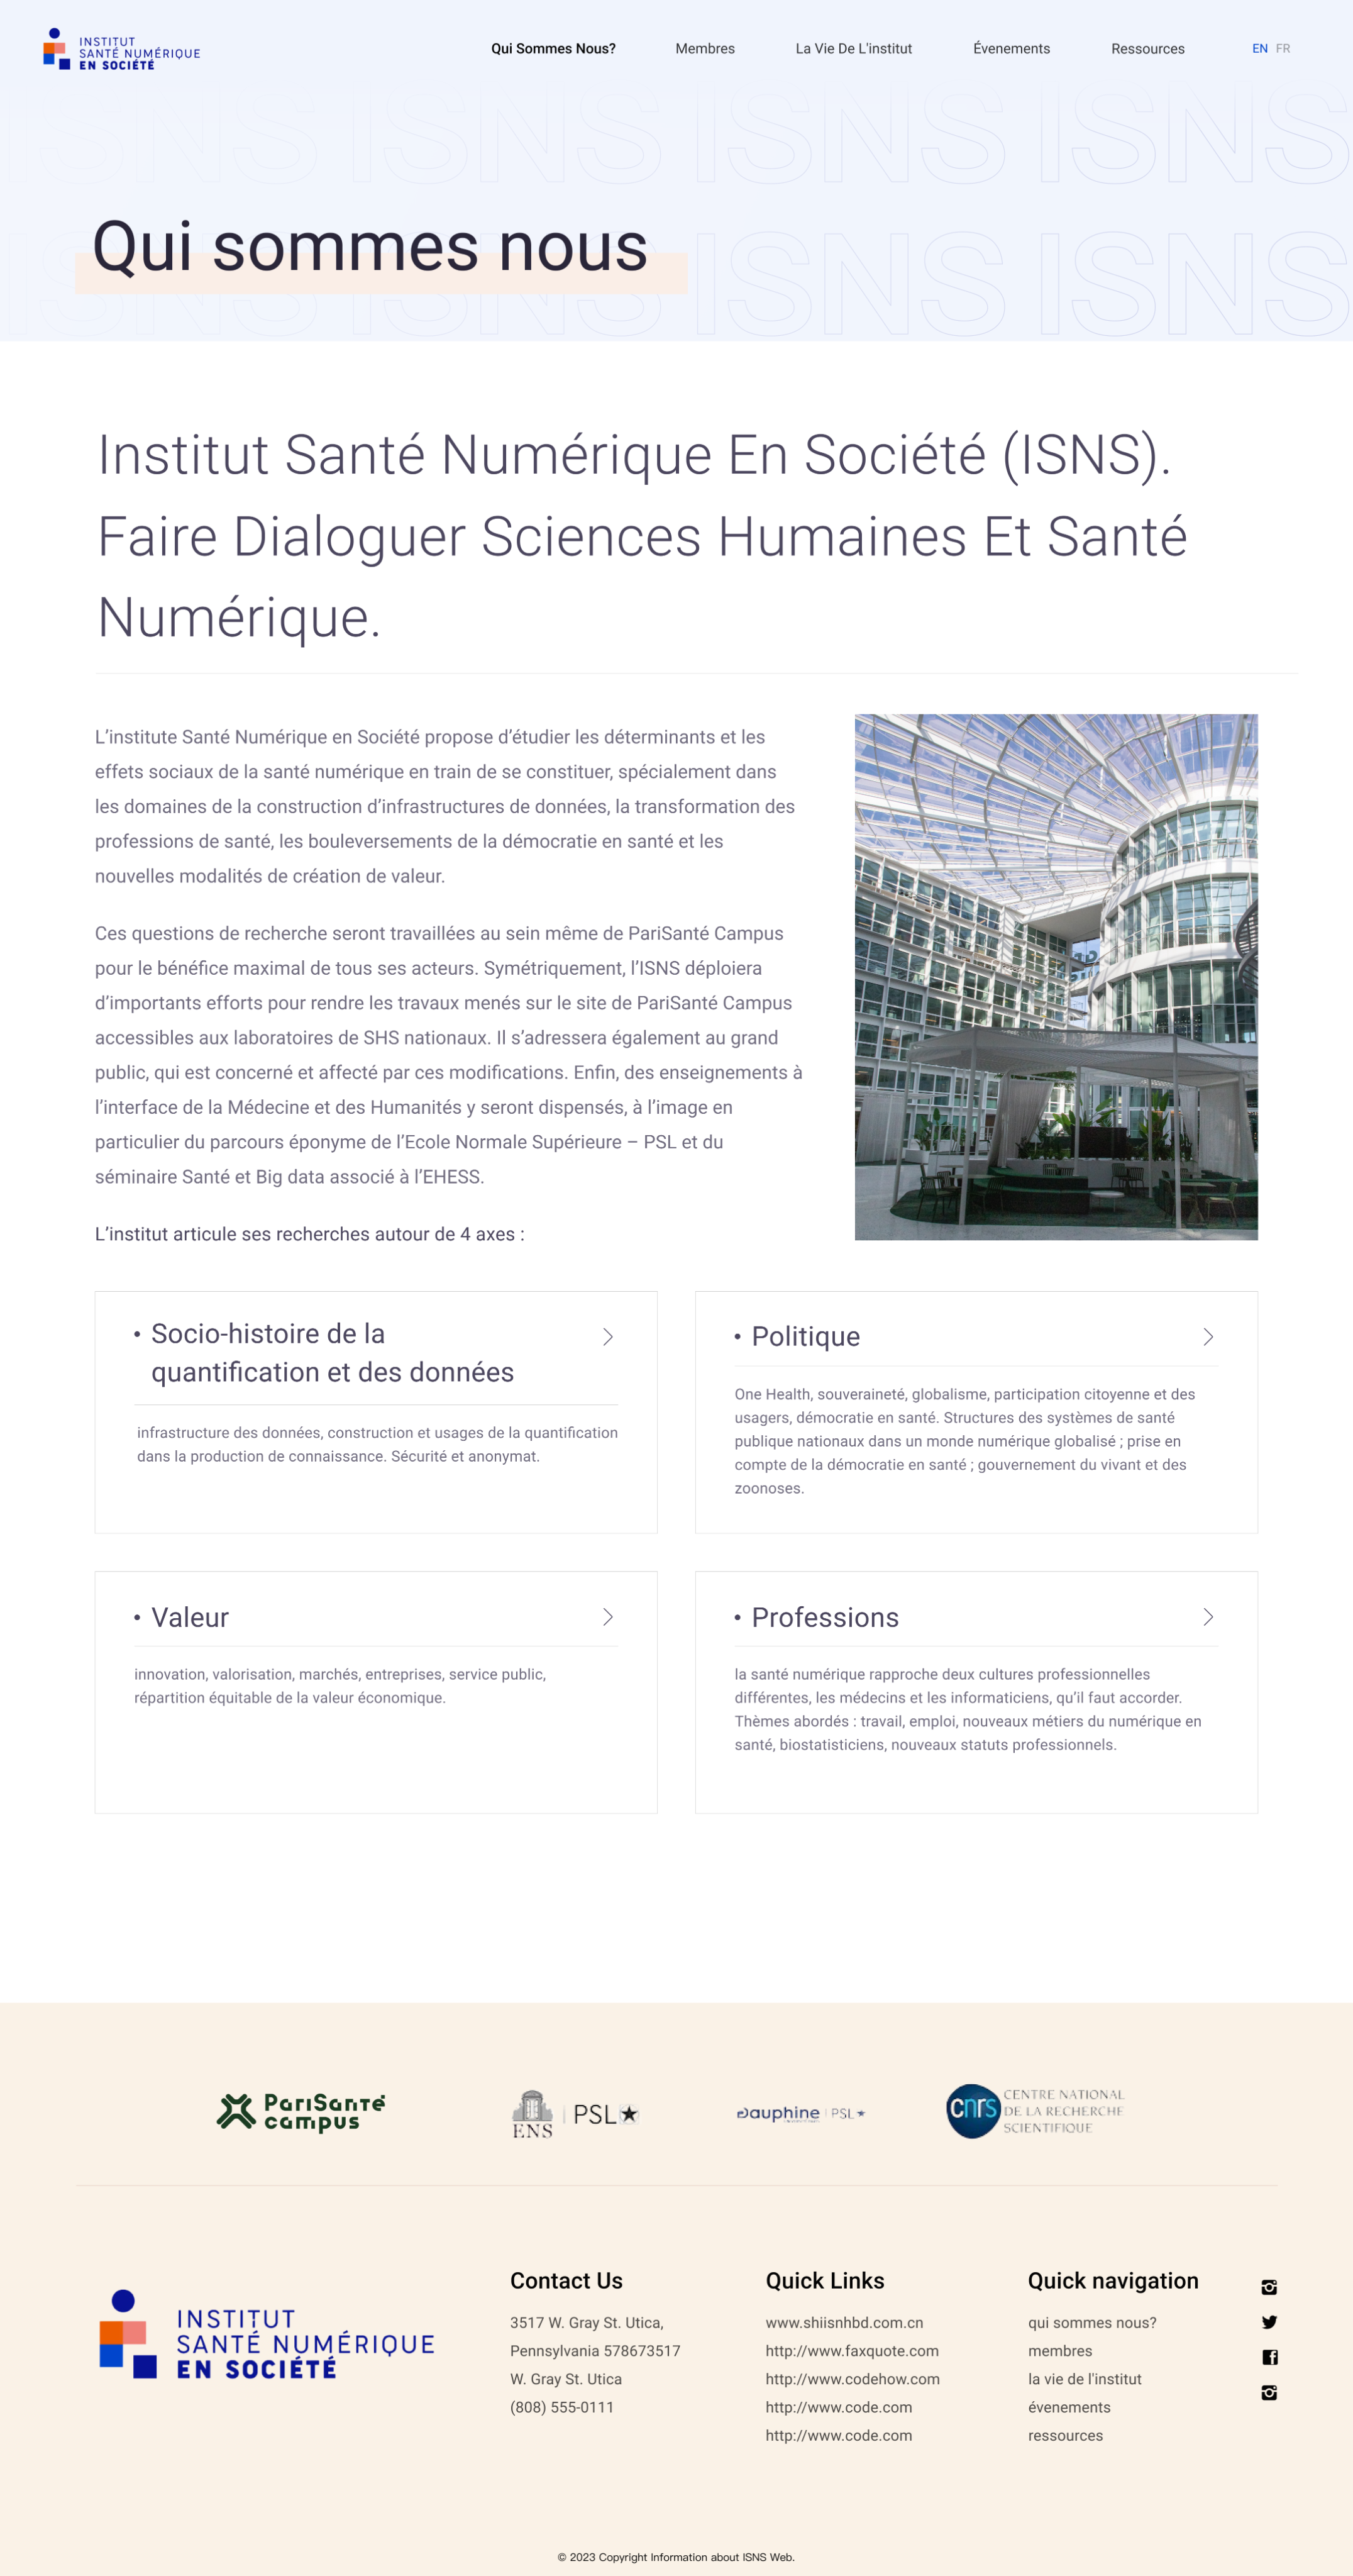 INSTITUT
SANTÉ NUMÉRIQUE
EN SOCIÉTÉ
Qui Sommes Nous?
Membres
La Vie De L'institut
Évenements
Ressources
EN FR
ISNS ISNS ISNS ISNS
Qui sommes nous
ISNS ISNS ISNS ISNS
Institut Santé Numérique En Société (ISNS).
Faire Dialoguer Sciences Humaines Et Santé
Numérique.
L’institute Santé Numérique en Société propose d’étudier les déterminants et les
effets sociaux de la santé numérique en train de se constituer, spécialement dans
les domaines de la construction d’infrastructures de données, la transformation des
professions de santé, les bouleversements de la démocratie en santé et les
nouvelles modalités de création de valeur.
Ces questions de recherche seront travaillées au sein même de PariSanté Campus
pour le bénéfice maximal de tous ses acteurs. Symétriquement, l’ISNS déploiera
d’importants efforts pour rendre les travaux menés sur le site de PariSanté Campus
accessibles aux laboratoires de SHS nationaux. Il s’adressera également au grand
public, qui est concerné et affecté par ces modifications. Enfin, des enseignements à
l’interface de la Médecine et des Humanités y seront dispensés, à l’image en
particulier du parcours éponyme de l’Ecole Normale Supérieure – PSL et du
séminaire Santé et Big data associé à l’EHESS.
L’institut articule ses recherches autour de 4 axes :
• Socio-histoire de la
quantification et des données
infrastructure des données, construction et usages de la quantification
dans la production de connaissance. Sécurité et anonymat.
• Politique
One Health, souveraineté, globalisme, participation citoyenne et des
usagers, démocratie en santé. Structures des systèmes de santé
publique nationaux dans un monde numérique globalisé ; prise en
compte de la démocratie en santé ; gouvernement du vivant et des
zoonoses.
• Valeur
innovation, valorisation, marchés, entreprises, service public,
répartition équitable de la valeur économique.
• Professions
la santé numérique rapproche deux cultures professionnelles
différentes, les médecins et les informaticiens, qu’il faut accorder.
Thèmes abordés : travail, emploi, nouveaux métiers du numérique en
santé, biostatisticiens, nouveaux statuts professionnels.
PariSanté
campus
ENS
PSL
Dauphine | PSL
cnrs
CENTRE NATIONAL
DE LA RECHERCHE
SCIENTIFIQUE
INSTITUT
SANTÉ NUMÉRIQUE
EN SOCIÉTÉ
Contact Us
3517 W. Gray St. Utica,
Pennsylvania 578673517
W. Gray St. Utica
(808) 555-0111
Quick Links
www.shiisnhbd.com.cn
http://www.faxquote.com
http://www.codehow.com
http://www.code.com
http://www.code.com
Quick navigation
qui sommes nous?
membres
la vie de l'institut
évenements
ressources
© 2023 Copyright Information about ISNS Web.